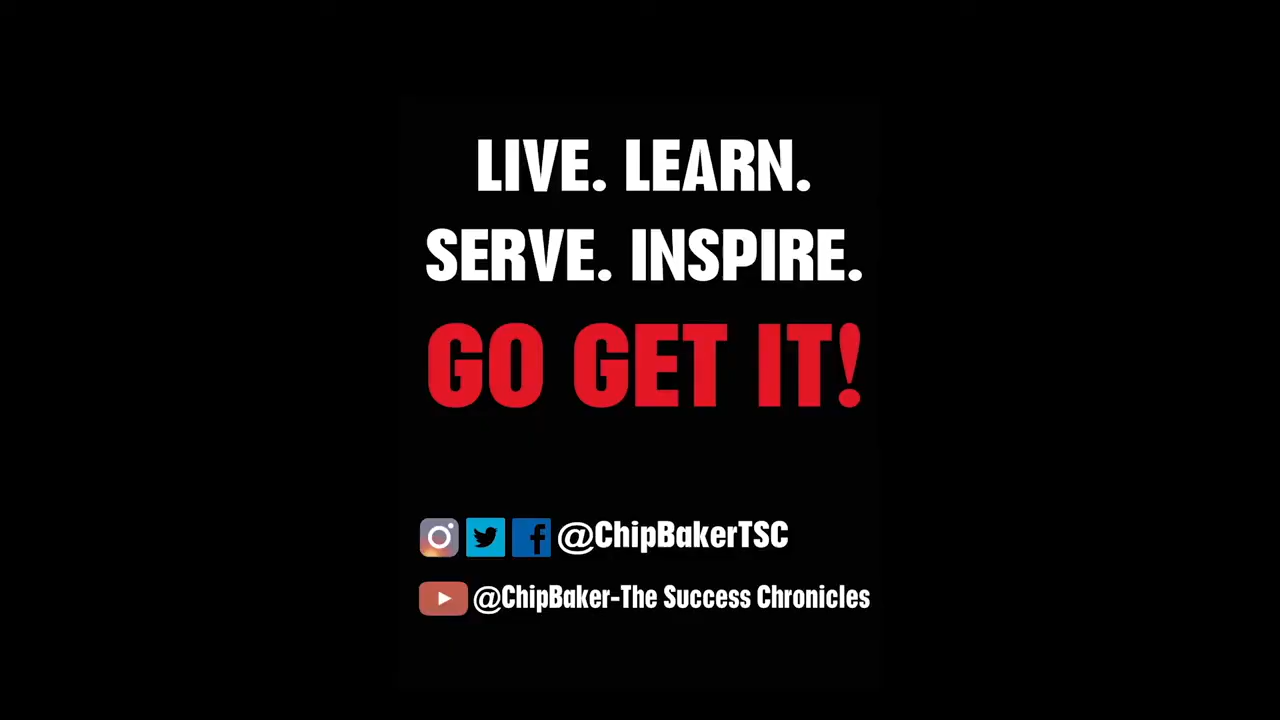 LIVE. LEARN.
SERVE. INSPIRE.
GO GET IT!
@ChipBakerTSC
@ChipBaker-The Success Chronicles